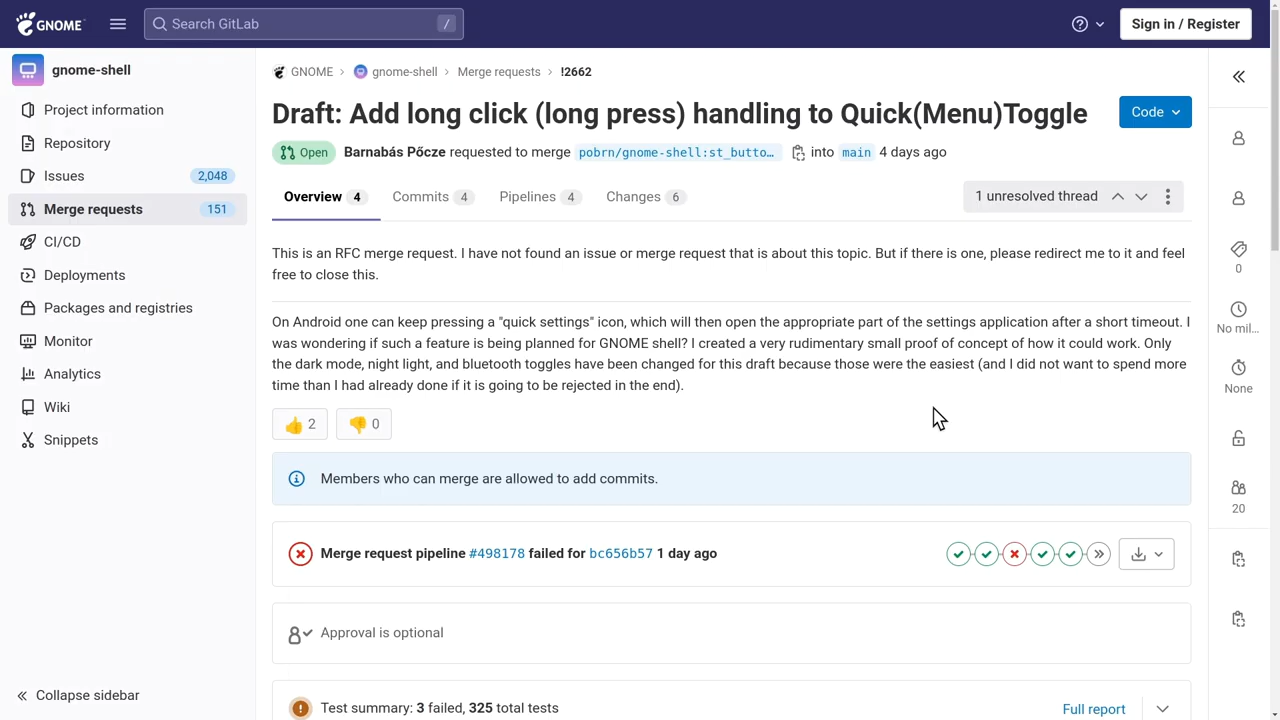 GNOME
Search GitLab
/
Sign in / Register
gnome-shell
Project information
Repository
Issues 2,048
Merge requests 151
CI/CD
Deployments
Packages and registries
Monitor
Analytics
Wiki
Snippets
Collapse sidebar
GNOME gnome-shell Merge requests !2662
Draft: Add long click (long press) handling to Quick(Menu)Toggle
Code
Open Barnabás Pőcze requested to merge pobrn/gnome-shell:st_butto… into main 4 days ago
Overview 4 Commits 4 Pipelines 4 Changes 6
1 unresolved thread
This is an RFC merge request. I have not found an issue or merge request that is about this topic. But if there is one, please redirect me to it and feel
free to close this.
On Android one can keep pressing a "quick settings" icon, which will then open the appropriate part of the settings application after a short timeout. I
was wondering if such a feature is being planned for GNOME shell? I created a very rudimentary small proof of concept of how it could work. Only
the dark mode, night light, and bluetooth toggles have been changed for this draft because those were the easiest (and I did not want to spend more
time than I had already done if it is going to be rejected in the end).
2 0
Members who can merge are allowed to add commits.
Merge request pipeline #498178 failed for bc656b57 1 day ago
Approval is optional
Test summary: 3 failed, 325 total tests
Full report
0
No mil…
None
20